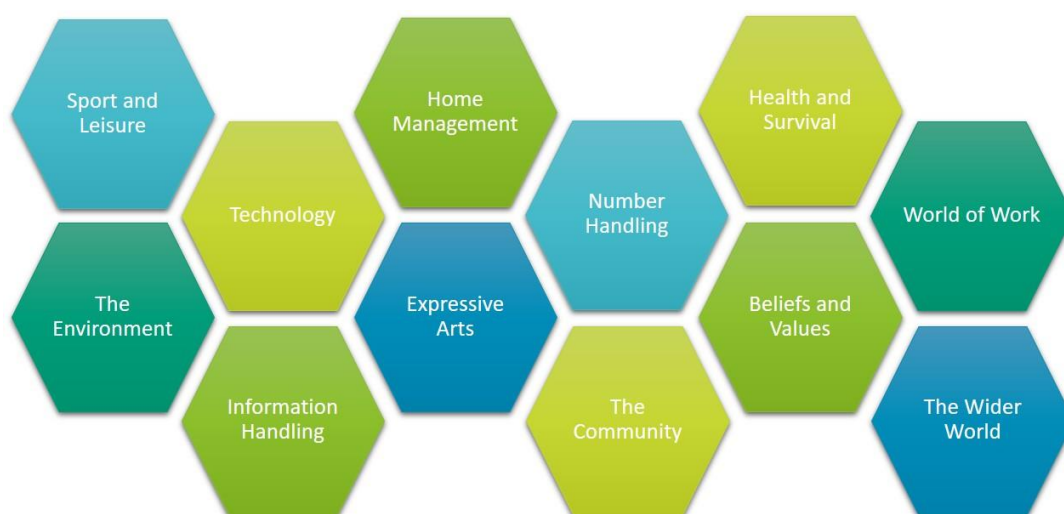 Sport and
Leisure
Home
Management
Health and
Survival
Technology
Number
Handling
World of Work
The
Environment
Expressive
Arts
Beliefs and
Values
Information
Handling
The
Community
The Wider
World